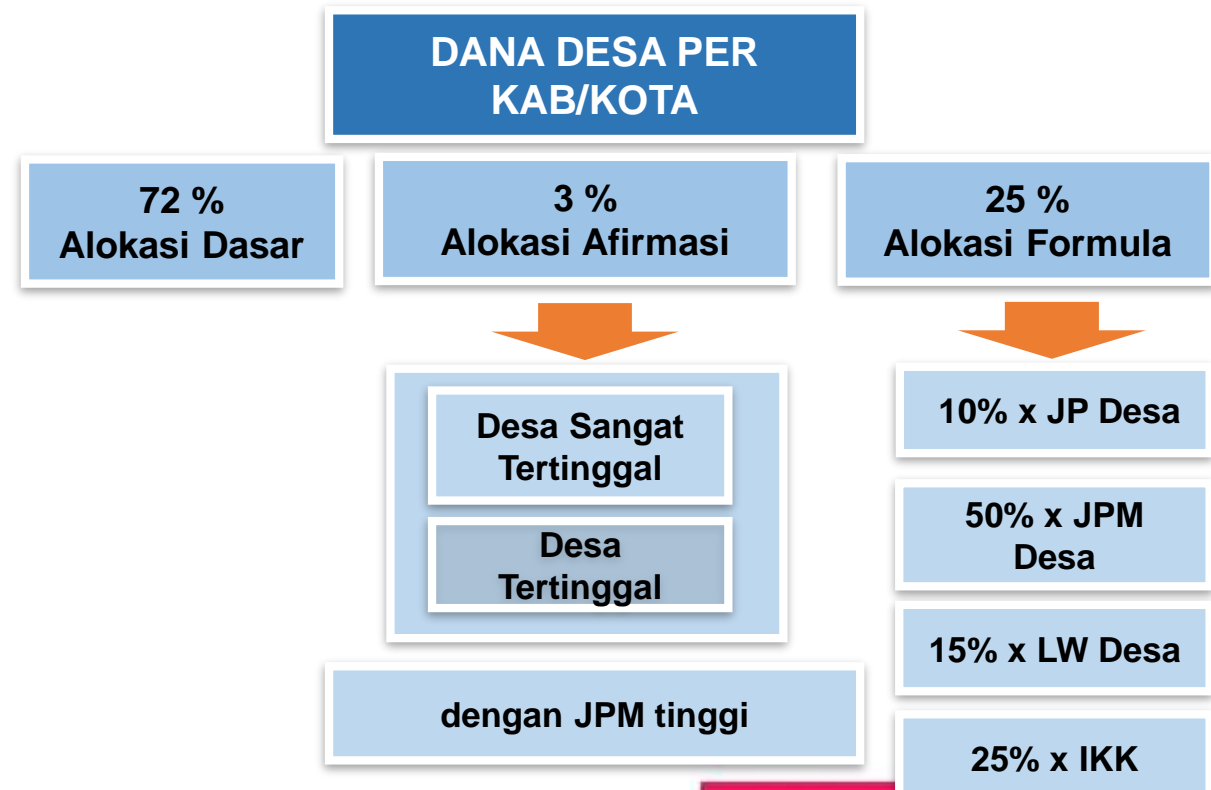 DANA DESA PER
KAB/KOTA
72 %
Alokasi Dasar
3 %
Alokasi Afirmasi
25 %
Alokasi Formula
Desa Sangat
Tertinggal
Desa
Tertinggal
dengan JPM tinggi
10% x JP Desa
50% x JPM
Desa
15% x LW Desa
25% x IKK